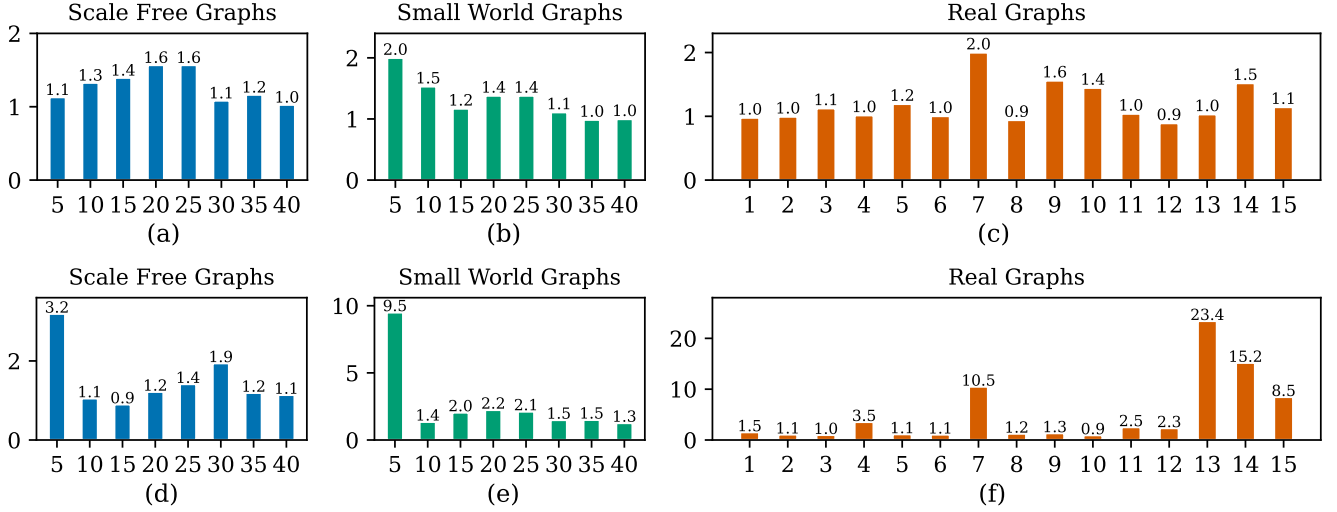 Scale Free Graphs
2
1
0
1.1 1.3 1.4 1.6 1.6 1.1 1.2 1.0
5 10 15 20 25 30 35 40
(a)
Small World Graphs
2
1
0
2.0 1.5 1.2 1.4 1.4 1.1 1.0 1.0
5 10 15 20 25 30 35 40
(b)
Real Graphs
2
1
0
1.0 1.0 1.1 1.0 1.2 1.0 2.0 0.9 1.6 1.4 1.0 0.9 1.0 1.5 1.1
1 2 3 4 5 6 7 8 9 10 11 12 13 14 15
(c)
Scale Free Graphs
2
0
3.2 1.1 0.9 1.2 1.4 1.9 1.2 1.1
5 10 15 20 25 30 35 40
(d)
Small World Graphs
10
5
0
9.5 1.4 2.0 2.2 2.1 1.5 1.5 1.3
5 10 15 20 25 30 35 40
(e)
Real Graphs
20
10
0
1.5 1.1 1.0 3.5 1.1 1.1 10.5 1.2 1.3 0.9 2.5 2.3 23.4 15.2 8.5
1 2 3 4 5 6 7 8 9 10 11 12 13 14 15
(f)